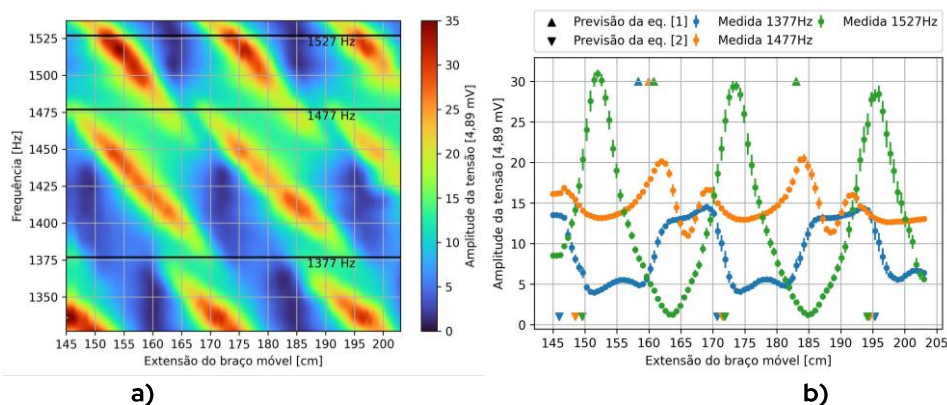 1525
1500
1475
1450
1425
1400
1375
1350
Frequência [Hz]
1527 Hz
1477 Hz
1377 Hz
145 150 155 160 165 170 175 180 185 190 195 200
Extensão do braço móvel [cm]
35
30
25
20
15
10
5
0
Amplitude da tensão [4,89 mV]
a)
Previsão da eq. [1]
Previsão da eq. [2]
Medida 1377Hz
Medida 1477Hz
Medida 1527Hz
30
25
20
15
10
5
0
Amplitude da tensão [4,89 mV]
145 150 155 160 165 170 175 180 185 190 195 200 205
Extensão do braço móvel [cm]
b)